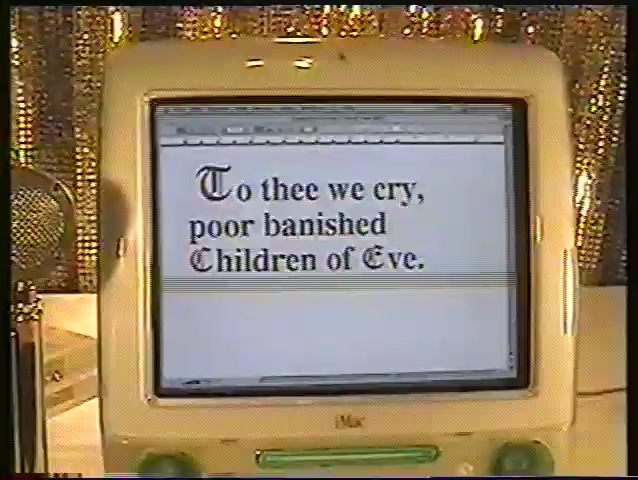 To thee we cry,
poor banished
Children of Eve.
iMac